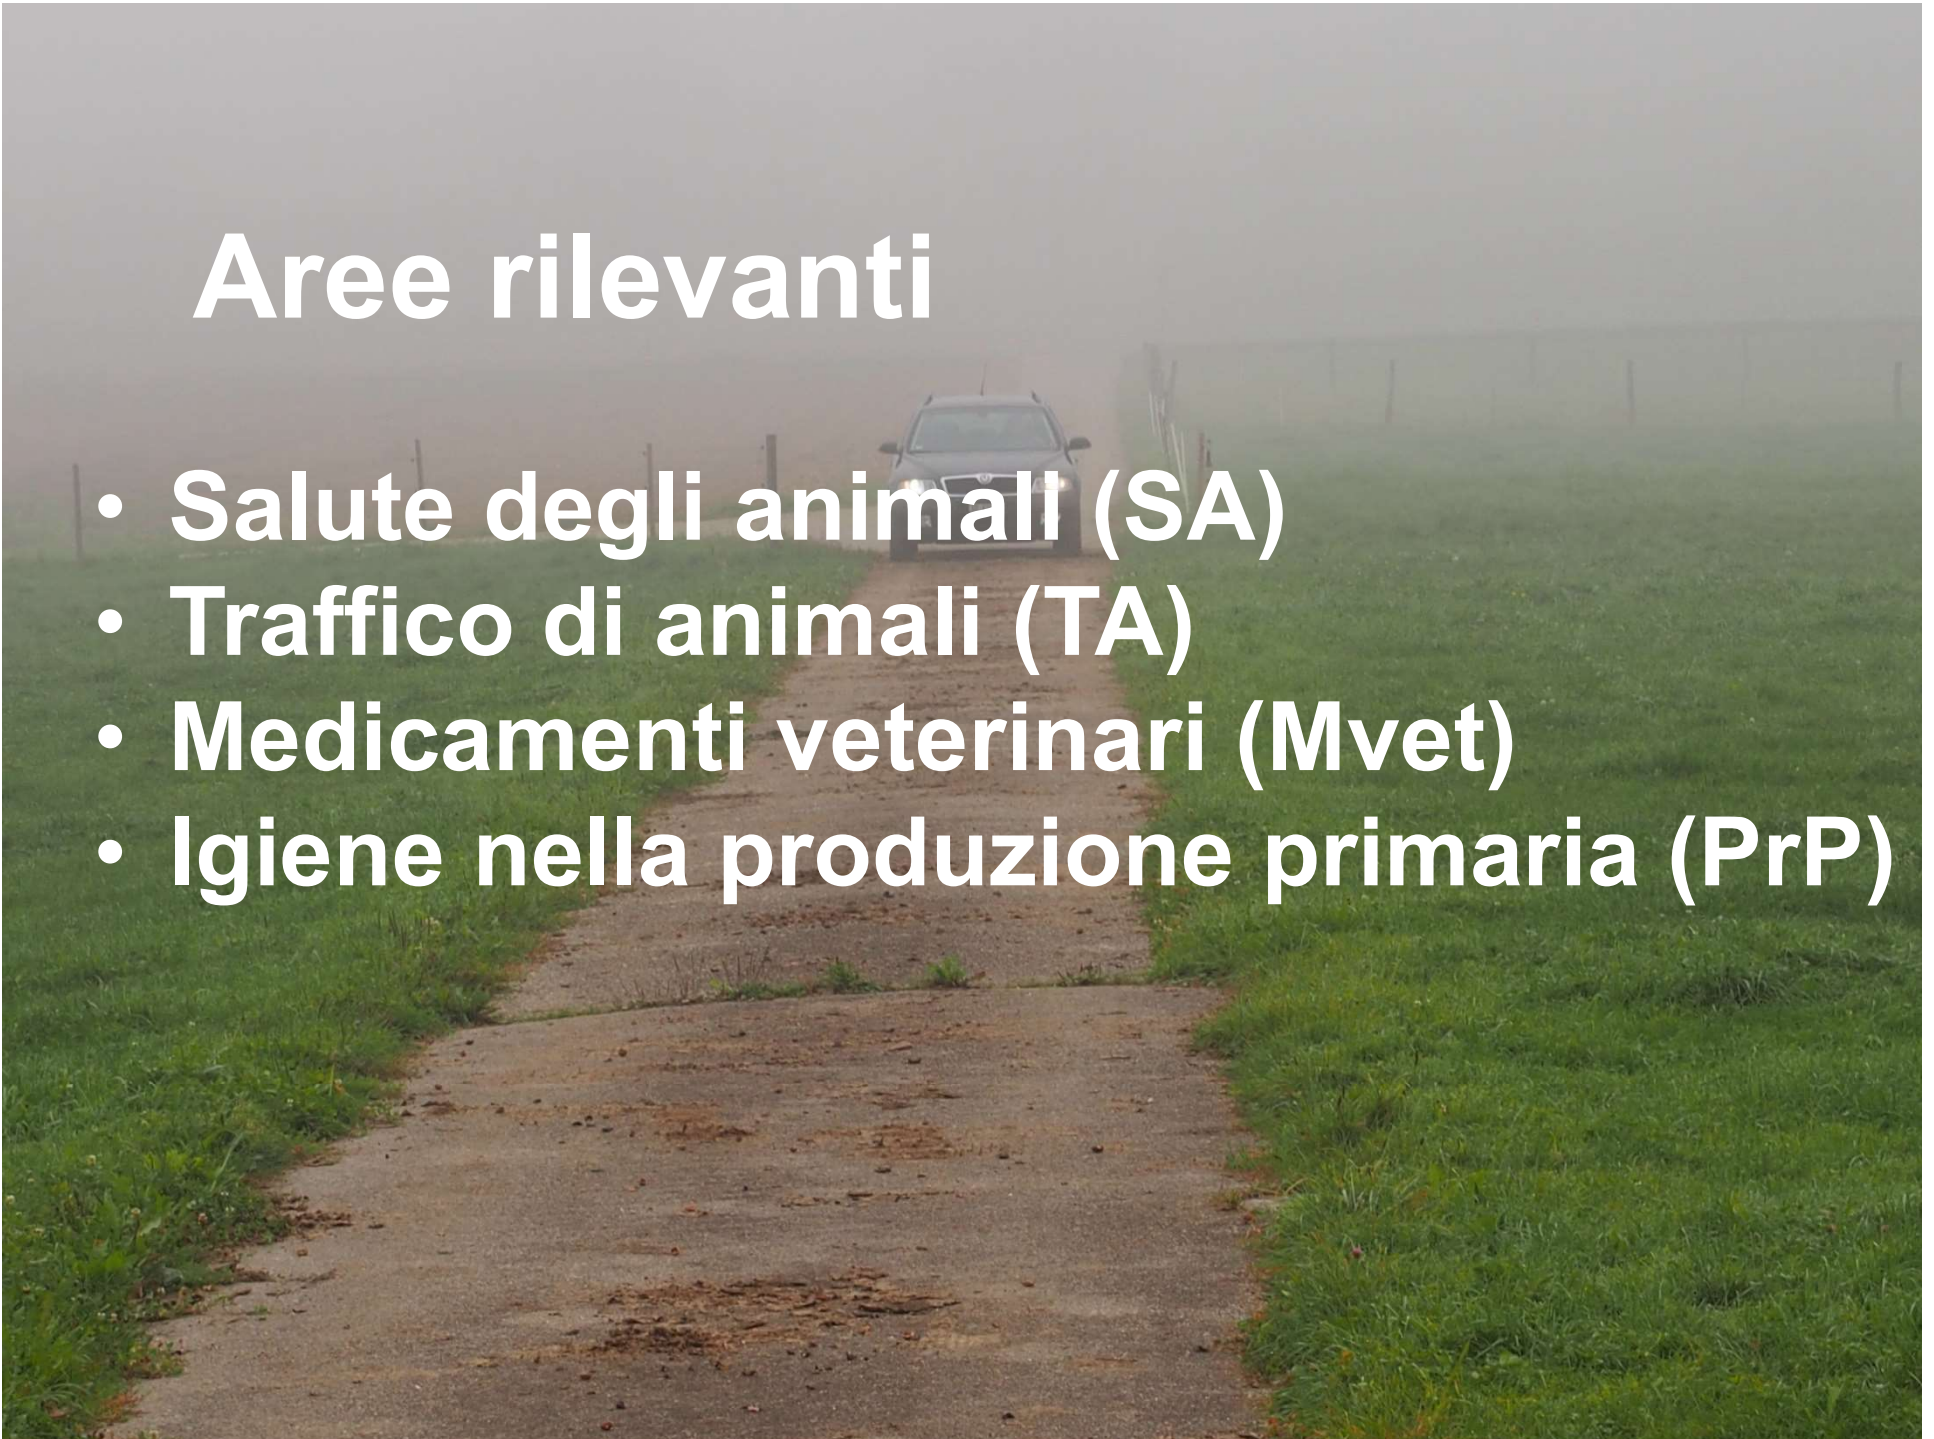 Aree rilevanti
• Salute degli animali (SA)
• Traffico di animali (TA)
• Medicamenti veterinari (Mvet)
• Igiene nella produzione primaria (PrP)